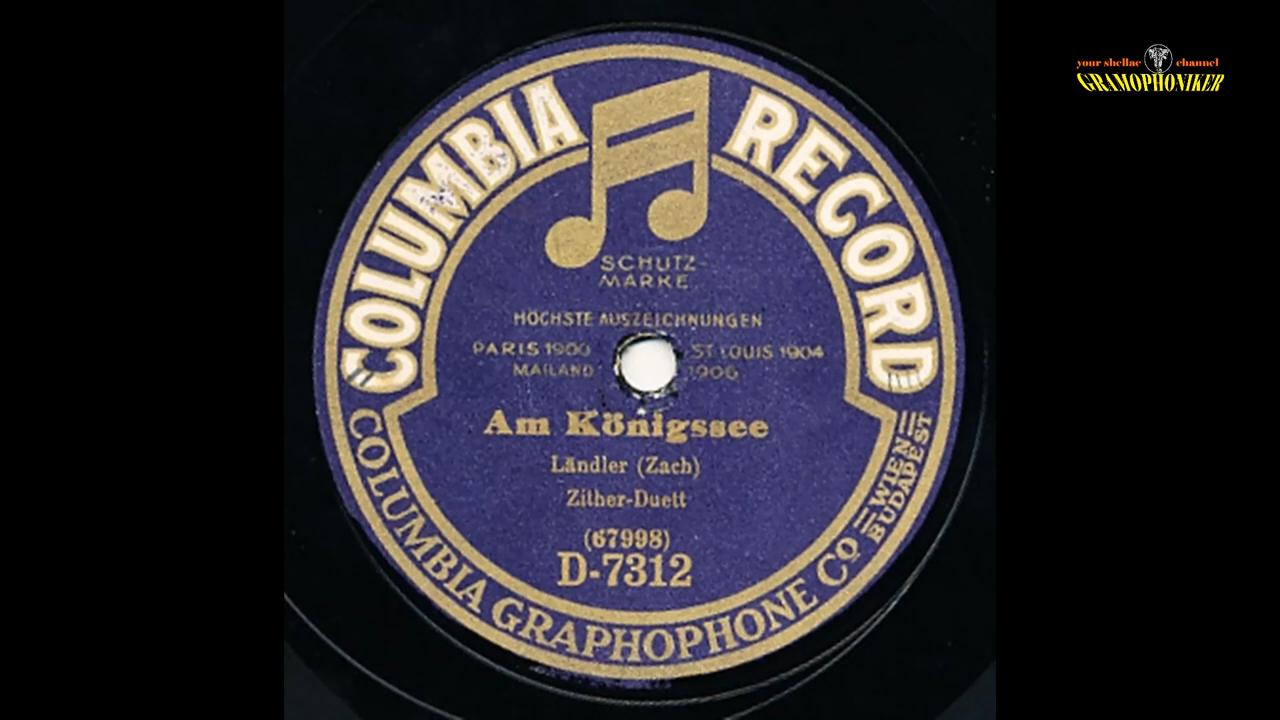 COLUMBIA RECORD
SCHUTZ-
MARKE
HÖCHSTE AUSZEICHNUNGEN
PARIS 1900 ST LOUIS 1904
MAILAND 1906
Am Königssee
Ländler (Zach)
Zither-Duett
(67998)
D-7312
COLUMBIA GRAPHOPHONE Cº
WIEN
BUDAPEST
your shellac channel
GRAMOPHONIKER